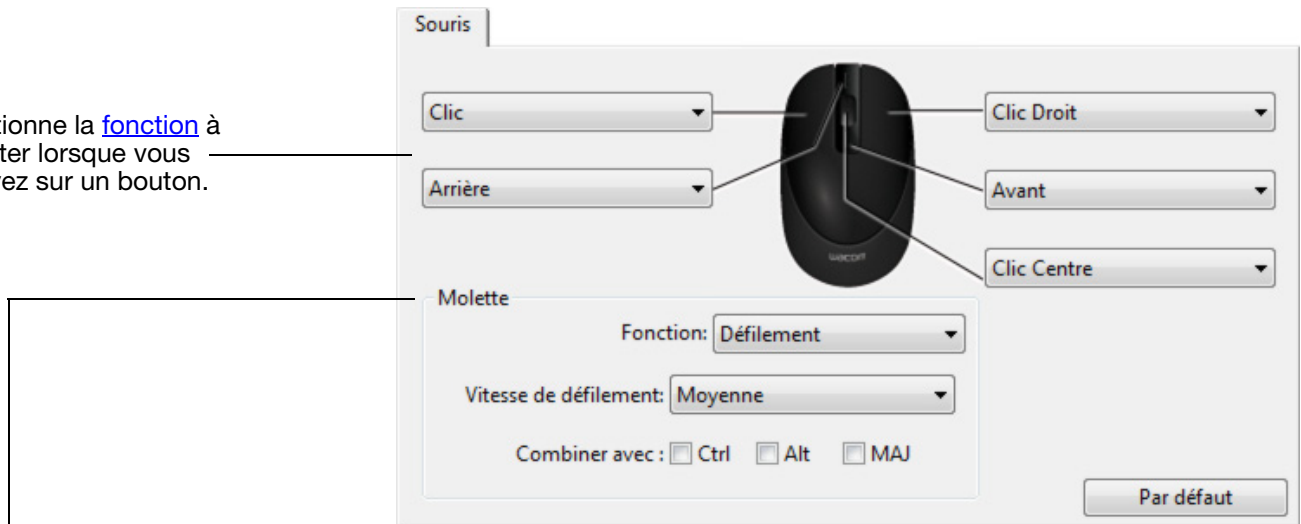 Souris
Clic
Clic Droit
tionne la fonction à
ter lorsque vous
ez sur un bouton.
Arrière
Avant
wacom
Clic Centre
Molette
Fonction: Défilement
Vitesse de défilement: Moyenne
Combiner avec : Ctrl Alt MAJ
Par défaut